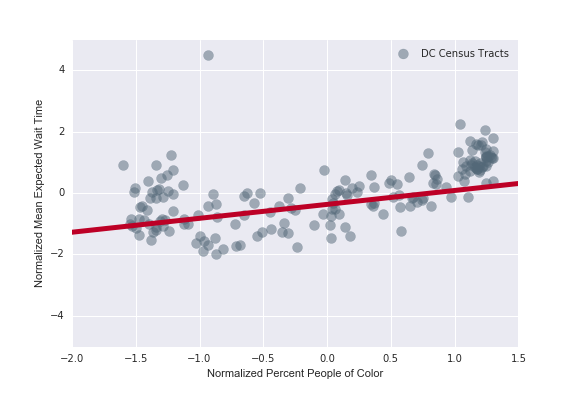 DC Census Tracts
4
2
0
−2
−4
Normalized Mean Expected Wait Time
−2.0 −1.5 −1.0 −0.5 0.0 0.5 1.0 1.5
Normalized Percent People of Color